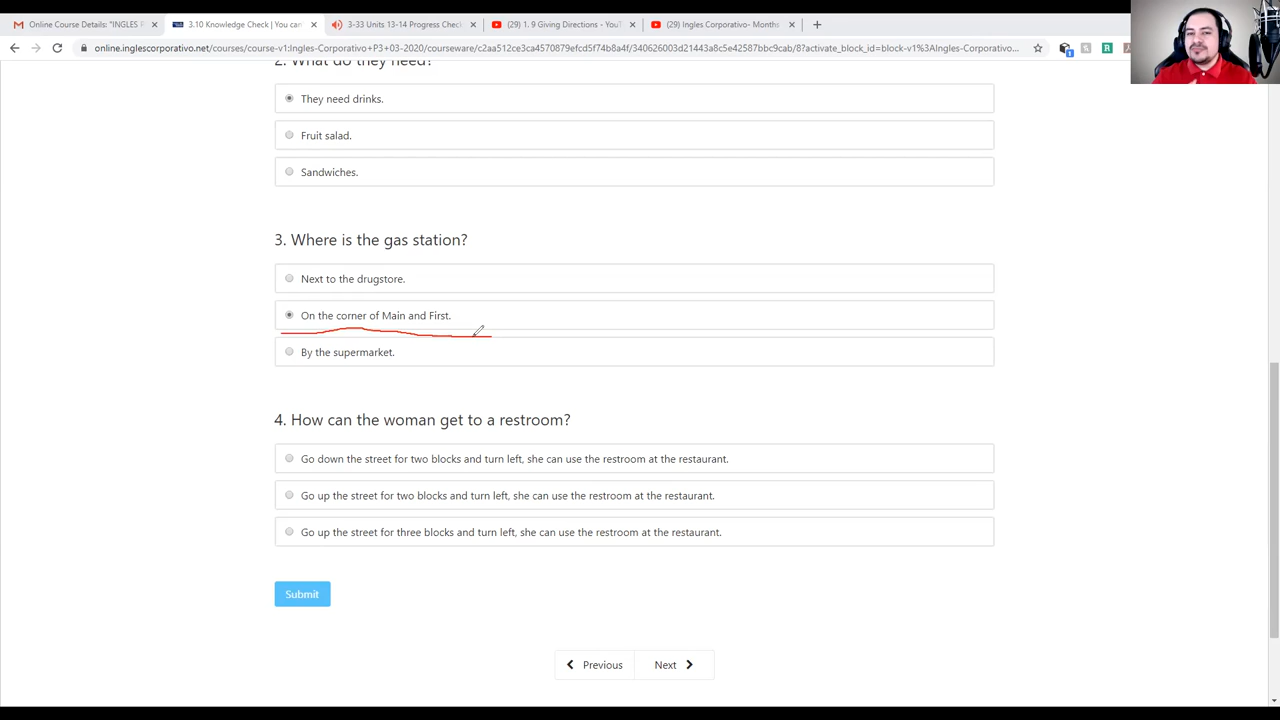 Online Course Details: "INGLES P
3.10 Knowledge Check | You can
3-33 Units 13-14 Progress Check
(29) 1. 9 Giving Directions - YouT
(29) Ingles Corporativo- Months
online.inglescorporativo.net/courses/course-v1:Ingles-Corporativo+P3+03-2020/courseware/c2aa512ce3ca4570879efcd5f74b8a4f/340626003d21443a8c5e42587bbc9cab/8?activate_block_id=block-v1%3AIngles-Corporativo...
2. What do they need?
They need drinks.
Fruit salad.
Sandwiches.
3. Where is the gas station?
Next to the drugstore.
On the corner of Main and First.
By the supermarket.
4. How can the woman get to a restroom?
Go down the street for two blocks and turn left, she can use the restroom at the restaurant.
Go up the street for two blocks and turn left, she can use the restroom at the restaurant.
Go up the street for three blocks and turn left, she can use the restroom at the restaurant.
Submit
Previous
Next